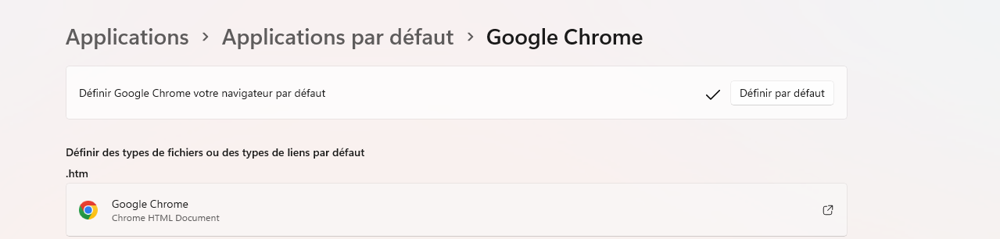 Applications > Applications par défaut > Google Chrome
Définir Google Chrome votre navigateur par défaut
Définir par défaut
Définir des types de fichiers ou des types de liens par défaut
.htm
Google Chrome
Chrome HTML Document